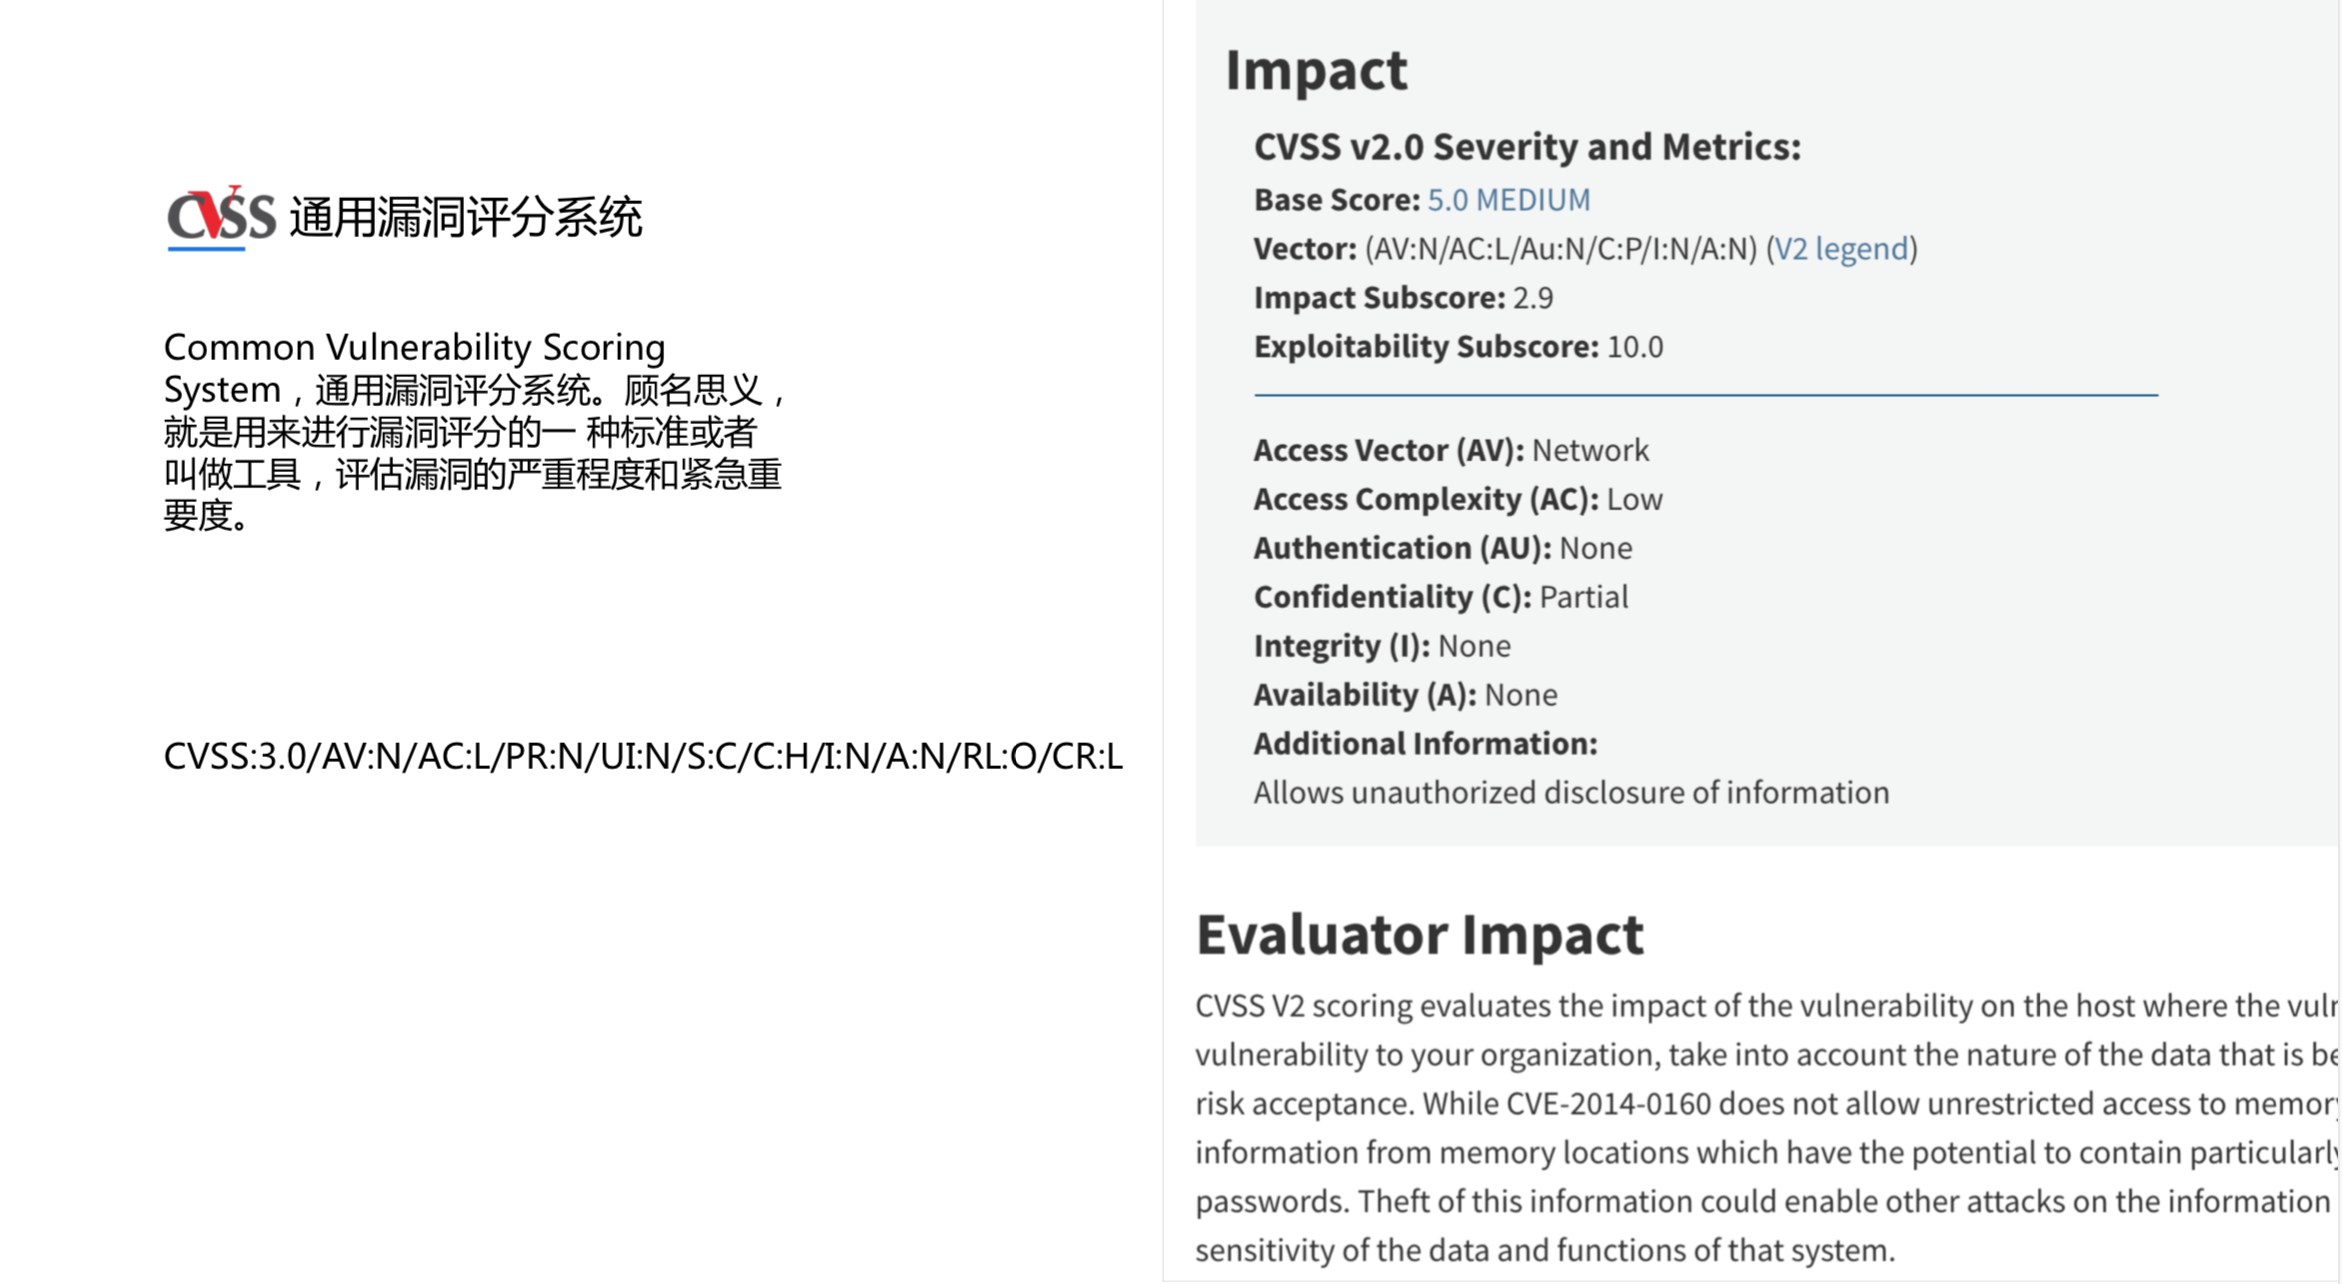 CVSS 通用漏洞评分系统
Common Vulnerability Scoring
System，通用漏洞评分系统。顾名思义，
就是用来进行漏洞评分的一 种标准或者
叫做工具，评估漏洞的严重程度和紧急重
要度。
CVSS:3.0/AV:N/AC:L/PR:N/UI:N/S:C/C:H/I:N/A:N/RL:O/CR:L
Impact
CVSS v2.0 Severity and Metrics:
Base Score: 5.0 MEDIUM
Vector: (AV:N/AC:L/Au:N/C:P/I:N/A:N) (V2 legend)
Impact Subscore: 2.9
Exploitability Subscore: 10.0
Access Vector (AV): Network
Access Complexity (AC): Low
Authentication (AU): None
Confidentiality (C): Partial
Integrity (I): None
Availability (A): None
Additional Information:
Allows unauthorized disclosure of information
Evaluator Impact
CVSS V2 scoring evaluates the impact of the vulnerability on the host where the
vulnerability to your organization, take into account the nature of the data that is
risk acceptance. While CVE-2014-0160 does not allow unrestricted access to
information from memory locations which have the potential to contain
passwords. Theft of this information could enable other attacks on the information
sensitivity of the data and functions of that system.